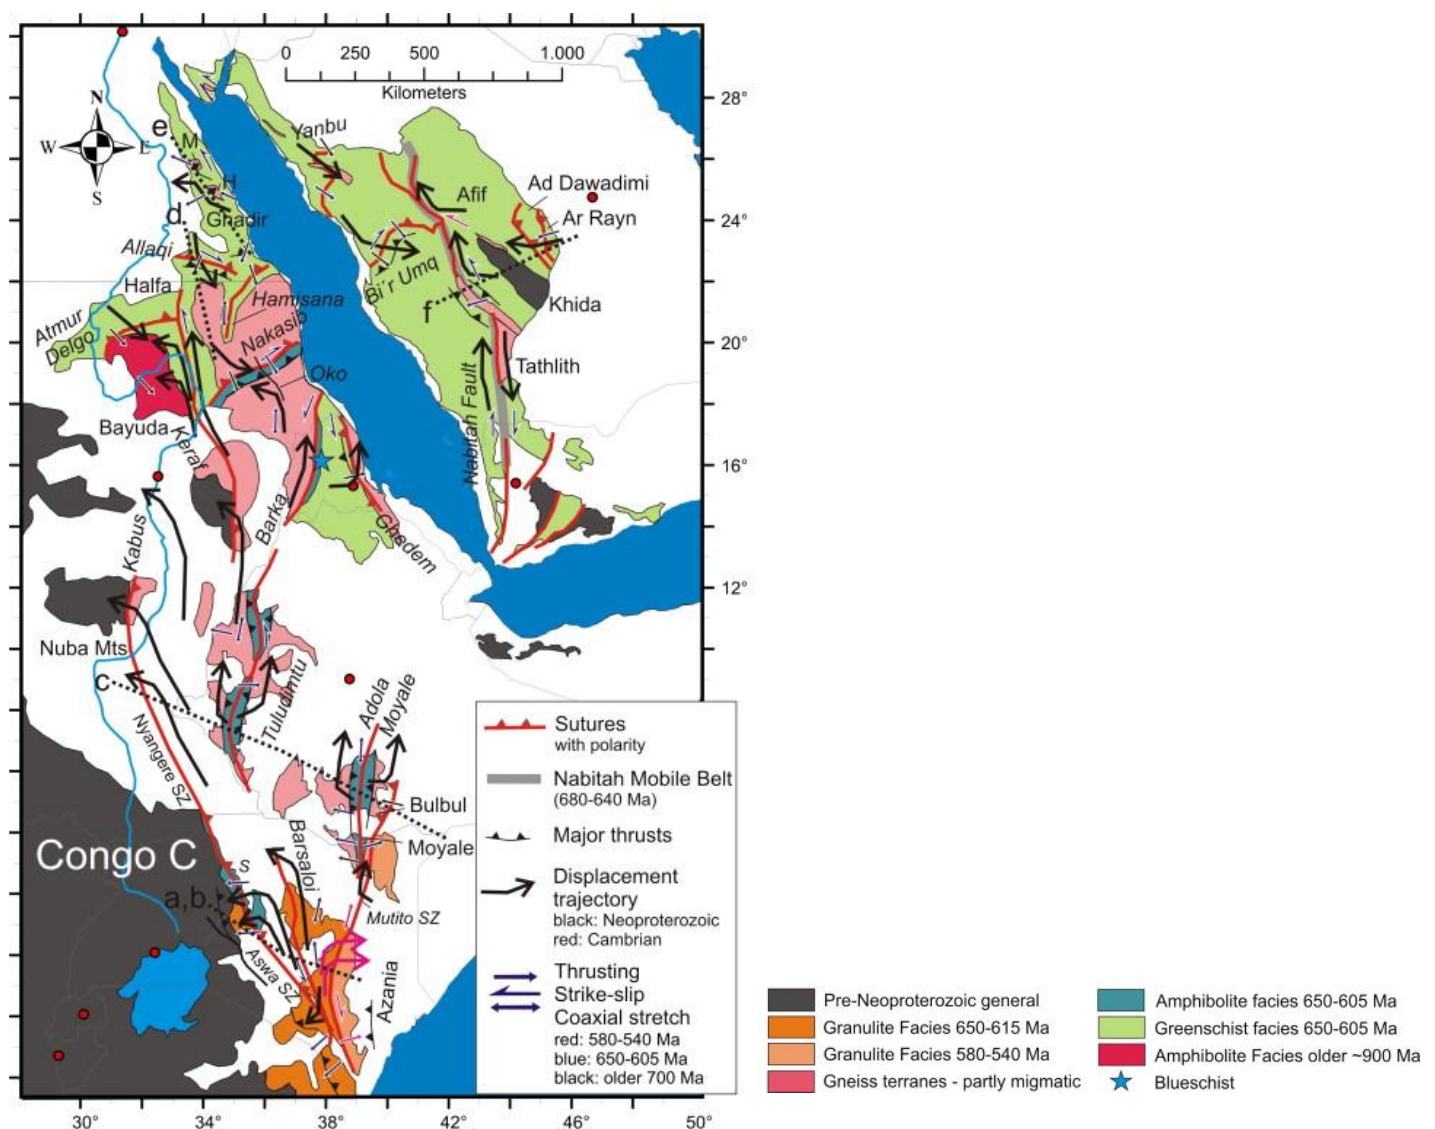 0 250 500 1.000
Kilometers
N
W E
S
28°
24°
20°
16°
12°
e
M
H
d
Ghadir
Allaqi
Halfa
Atmur
Delgo
Hamisana
Nakasib
Oko
Bayuda
Keraf
Yanbu
Afif
Ad Dawadimi
Ar Rayn
Bi'r Umq
f
Khida
Tathlith
Nabitah Fault
Kabus
Barka
Ghedem
Nuba Mts
C
Nyangere SZ
Tuludimtu
Adola
Moyale
Bulbul
Moyale
Congo C
S
a,b
Barsaloi
Mutito SZ
Aswa SZ
Azania
Sutures
with polarity
Nabitah Mobile Belt
(680-640 Ma)
Major thrusts
Displacement
trajectory
black: Neoproterozoic
red: Cambrian
Thrusting
Strike-slip
Coaxial stretch
red: 580-540 Ma
blue: 650-605 Ma
black: older 700 Ma
30° 34° 38° 42° 46° 50°
Pre-Neoproterozoic general
Granulite Facies 650-615 Ma
Granulite Facies 580-540 Ma
Gneiss terranes - partly migmatic
Amphibolite facies 650-605 Ma
Greenschist facies 650-605 Ma
Amphibolite Facies older ~900 Ma
Blueschist